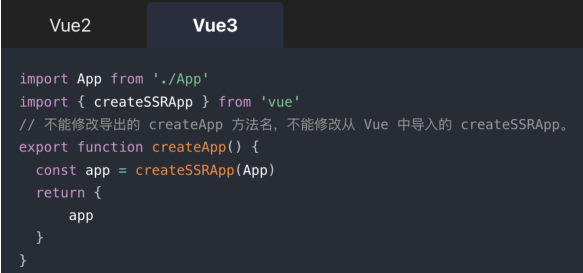 Vue2 Vue3
import App from './App'
import { createSSRApp } from 'vue'
// 不能修改导出的 createApp 方法名，不能修改从 Vue 中导入的 createSSRApp。
export function createApp() {
  const app = createSSRApp(App)
  return {
      app
  }
}